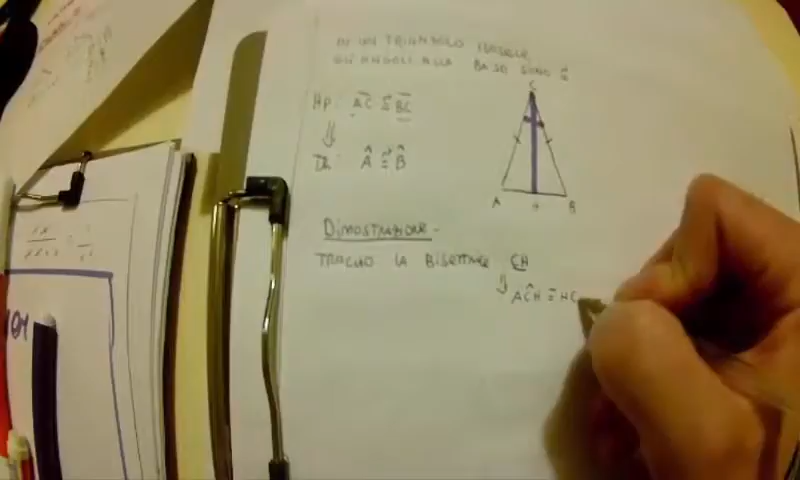 IN UN TRIANGOLO ISOSCELE
GLI ANGOLI ALLA BASE SONO ≅
Hp: AC ≅ BC
⇓
Th: Â ≅ B̂
C
A H B
DIMOSTRAZIONE -
TRACCIO LA BISETTRICE CH
⇓ AĈH ≅ HC